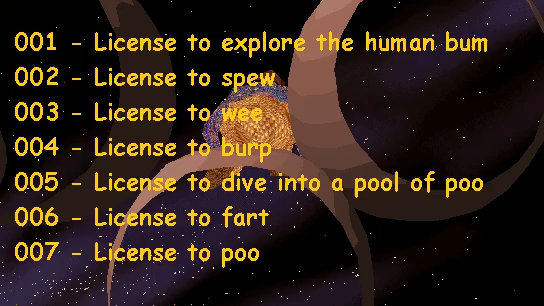 001 - License to explore the human bum
002 - License to spew
003 - License to wee
004 - License to burp
005 - License to dive into a pool of poo
006 - License to fart
007 - License to poo